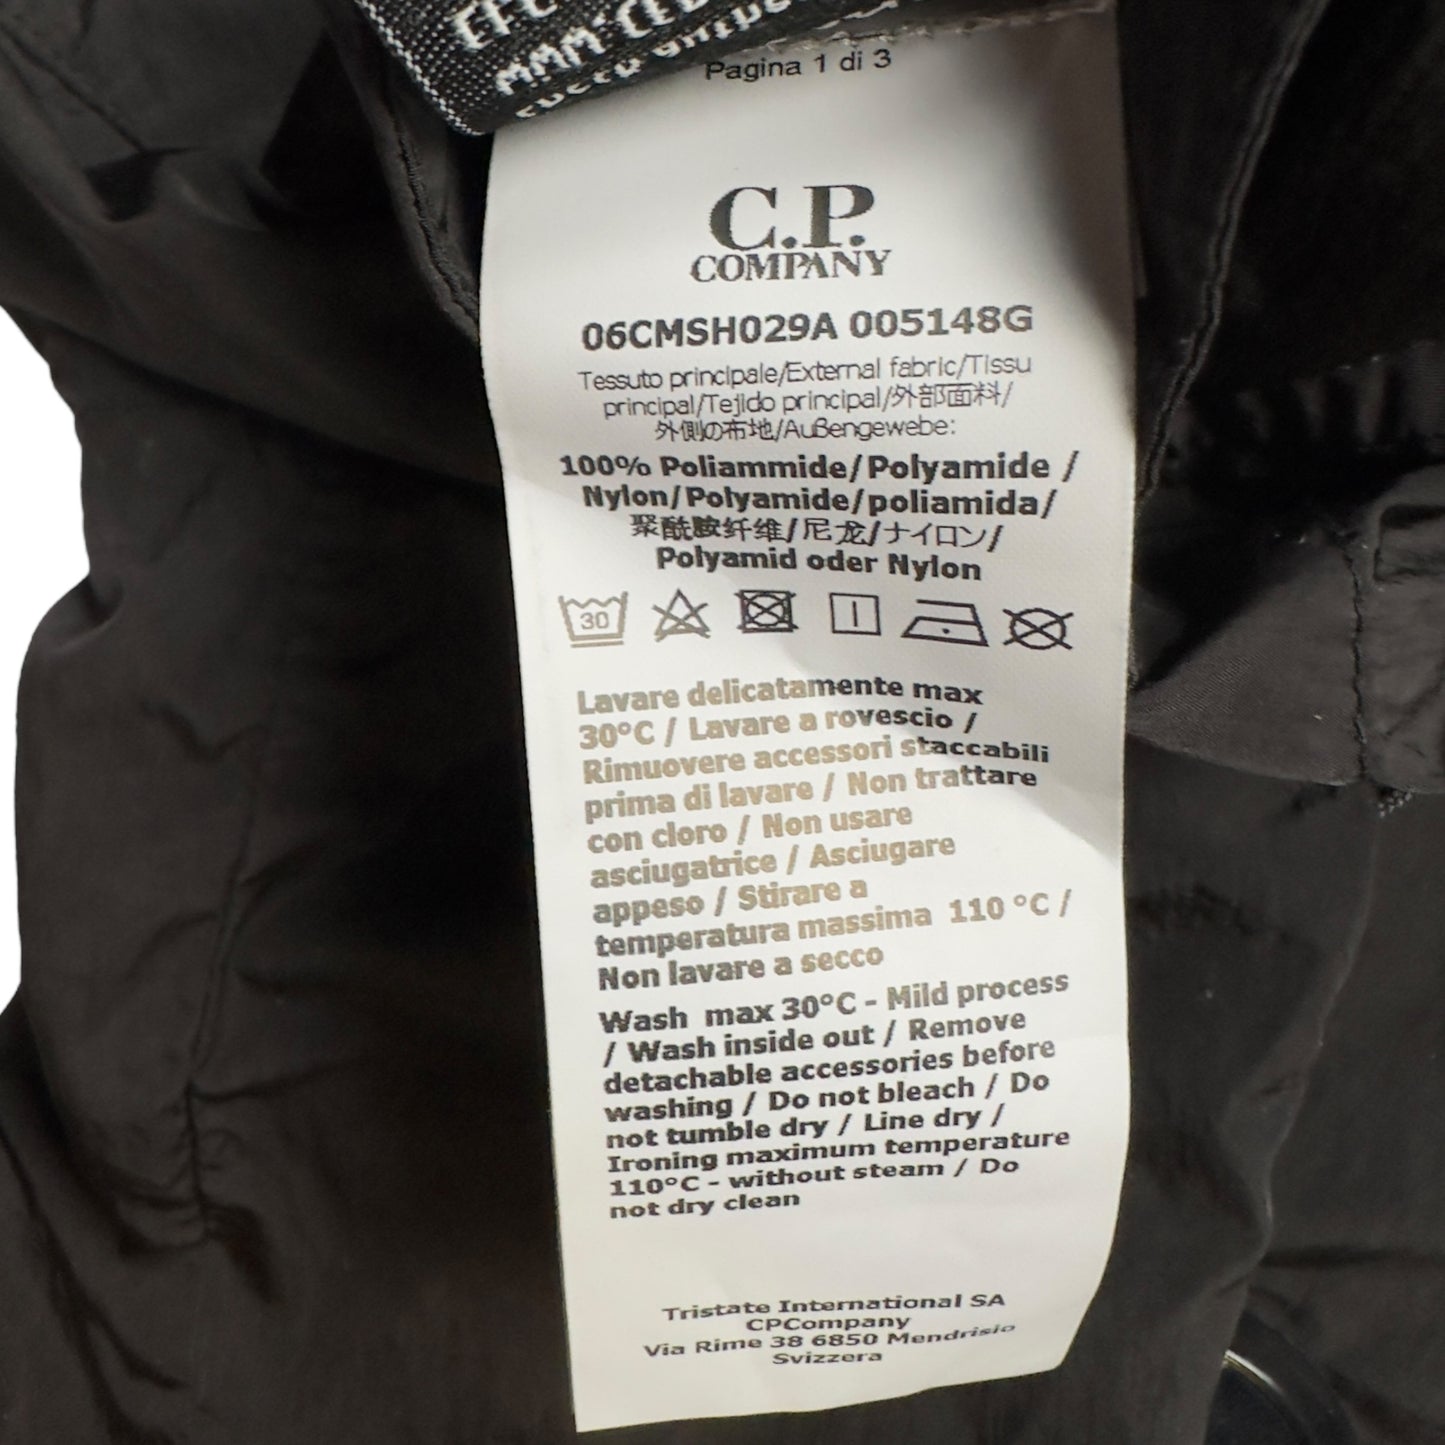 Pagina 1 di 3
C.P.
COMPANY
06CMSH029A 005148G
Tessuto principale/External fabric/Tissu
principal/Tejido principal/外部面料/
外側の布地/Außengewebe:
100% Poliammide/Polyamide /
Nylon/Polyamide/poliamida/
聚酰胺纤维/尼龙/ナイロン/
Polyamid oder Nylon
30
Lavare delicatamente max
30°C / Lavare a rovescio /
Rimuovere accessori staccabili
prima di lavare / Non trattare
con cloro / Non usare
asciugatrice / Asciugare
appeso / Stirare a
temperatura massima 110 °C /
Non lavare a secco
Wash max 30°C - Mild process
/ Wash inside out / Remove
detachable accessories before
washing / Do not bleach / Do
not tumble dry / Line dry /
Ironing maximum temperature
110°C - without steam / Do
not dry clean
Tristate International SA
CPCompany
Via Rime 38 6850 Mendrisio
Svizzera